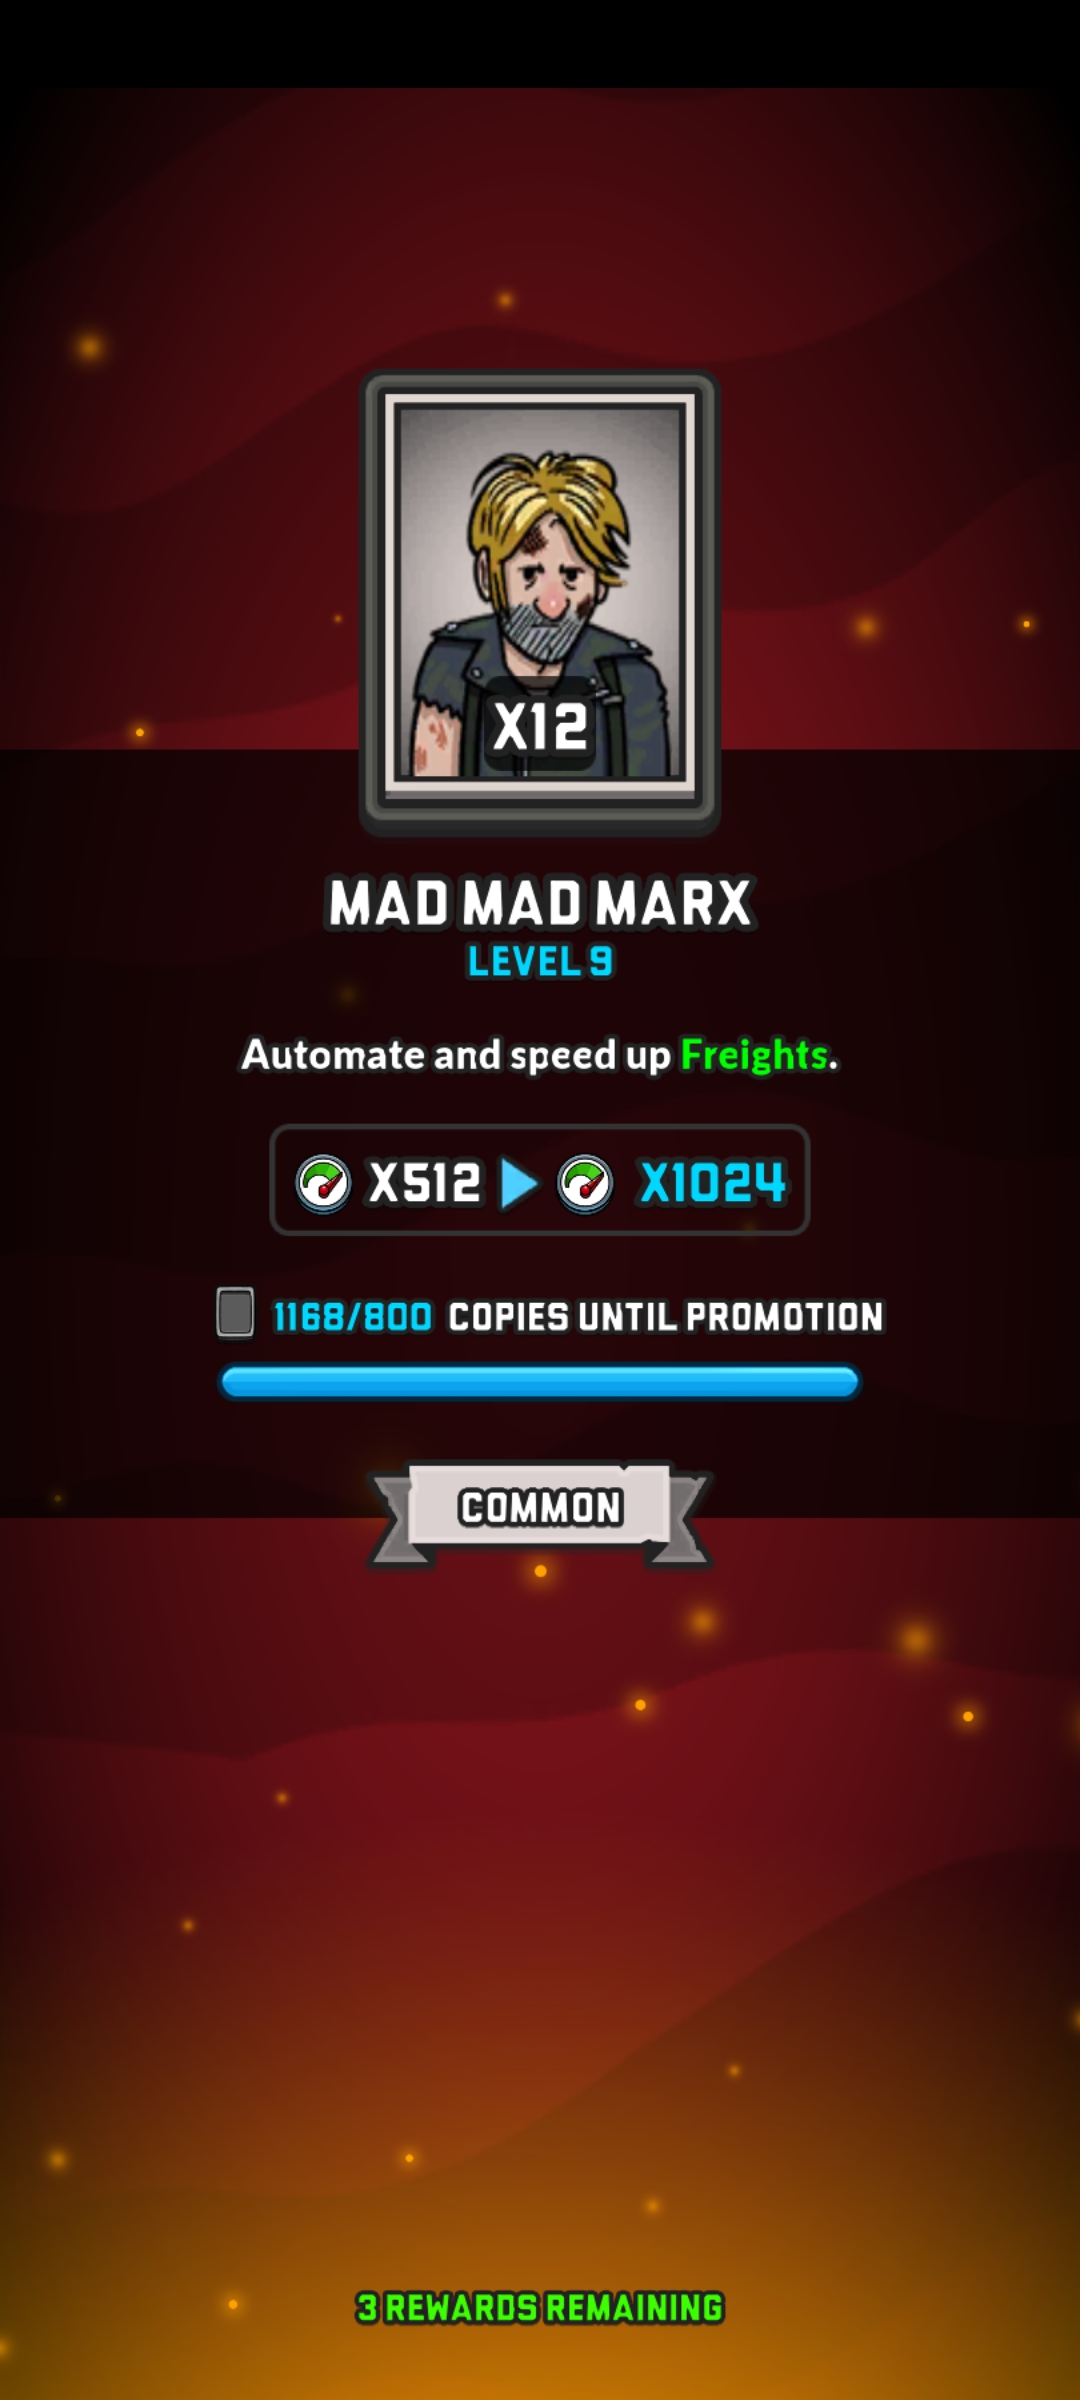 X12
MAD MAD MARX
LEVEL 9
Automate and speed up Freights.
X512 X1024
1168/800 COPIES UNTIL PROMOTION
COMMON
3 REWARDS REMAINING